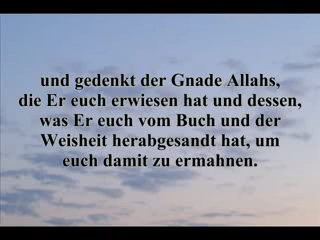 und gedenkt der Gnade Allahs,
die Er euch erwiesen hat und dessen,
was Er euch vom Buch und der
Weisheit herabgesandt hat, um
euch damit zu ermahnen.